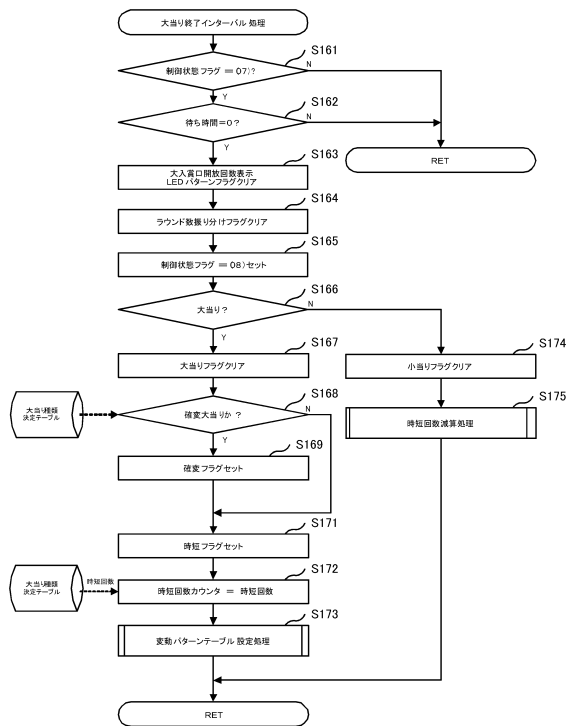 大当り終了インターバル 処理
S161
制御状態フラグ = 07)?
N
Y
S162
待ち時間=0?
N
Y
RET
S163
大入賞口開放回数表示
LEDパターンフラグクリア
S164
ラウンド数振り分けフラグクリア
S165
制御状態フラグ = 08)セット
S166
大当り?
N
Y
S167
大当りフラグクリア
S174
小当りフラグクリア
S168
大当り種類
決定テーブル
確変大当りか ?
N
Y
S175
時短回数減算処理
S169
確変フラグセット
S171
時短フラグセット
S172
大当り種類
決定テーブル
時短回数
時短回数カウンタ = 時短回数
S173
変動パターンテーブル 設定処理
RET